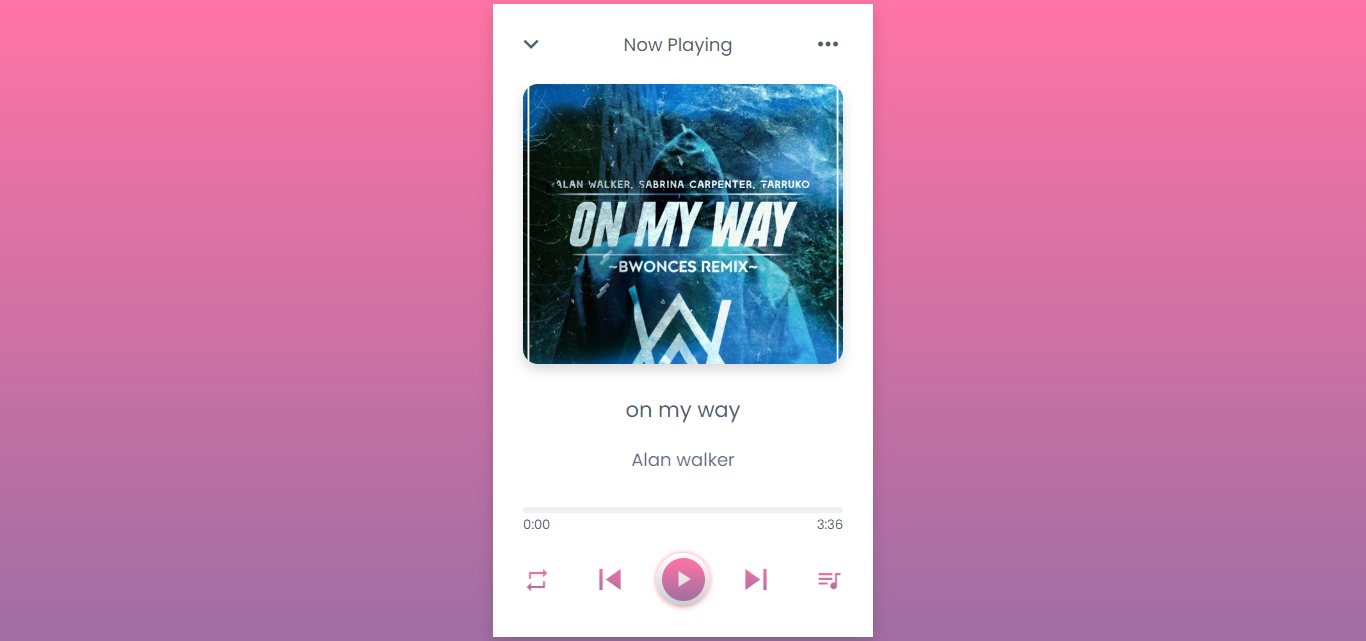 Now Playing
ALAN WALKER, SABRINA CARPENTER, FARRUKO
ON MY WAY
~BWONCES REMIX~
on my way
Alan walker
0:00 3:36